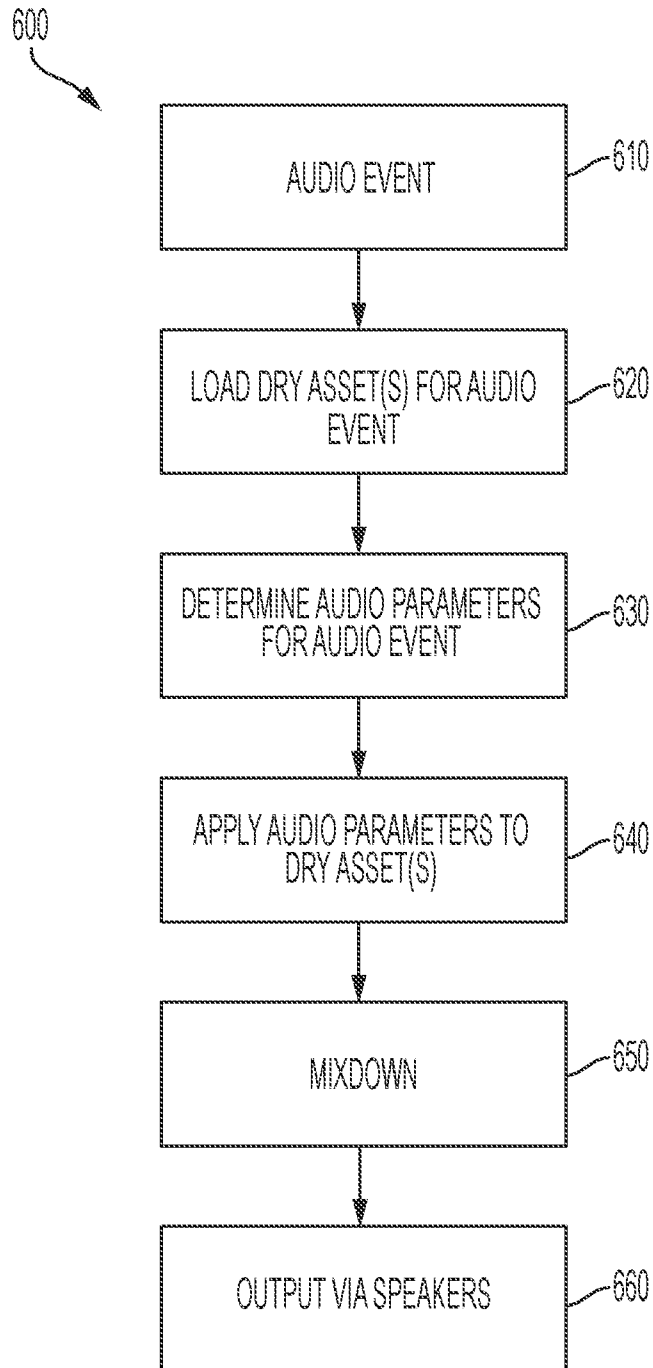 600
AUDIO EVENT
610
LOAD DRY ASSET(S) FOR AUDIO
EVENT
620
DETERMINE AUDIO PARAMETERS
FOR AUDIO EVENT
630
APPLY AUDIO PARAMETERS TO
DRY ASSET(S)
640
MIXDOWN
650
OUTPUT VIA SPEAKERS
660